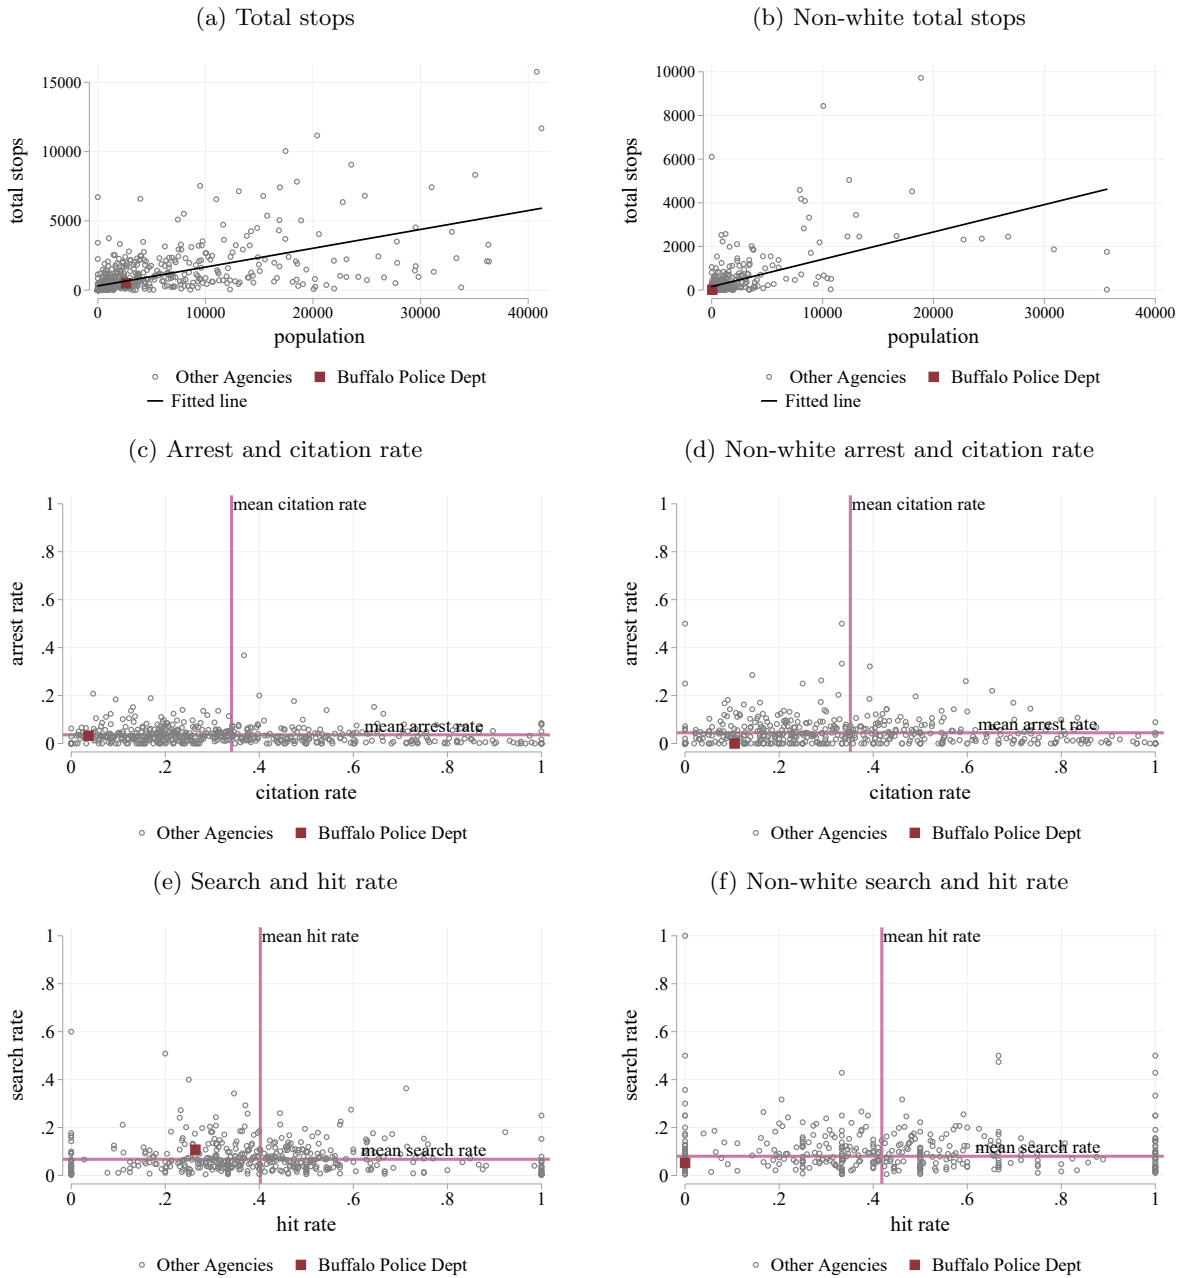 (a) Total stops
(b) Non-white total stops
total stops
15000
10000
5000
0
0 10000 20000 30000 40000
population
Other Agencies Buffalo Police Dept
Fitted line
total stops
10000
8000
6000
4000
2000
0
0 10000 20000 30000 40000
population
Other Agencies Buffalo Police Dept
Fitted line
(c) Arrest and citation rate
(d) Non-white arrest and citation rate
arrest rate
1
.8
.6
.4
.2
0
mean citation rate
mean arrest rate
0 .2 .4 .6 .8 1
citation rate
Other Agencies Buffalo Police Dept
arrest rate
1
.8
.6
.4
.2
0
mean citation rate
mean arrest rate
0 .2 .4 .6 .8 1
citation rate
Other Agencies Buffalo Police Dept
(e) Search and hit rate
(f) Non-white search and hit rate
search rate
1
.8
.6
.4
.2
0
mean hit rate
mean search rate
0 .2 .4 .6 .8 1
hit rate
Other Agencies Buffalo Police Dept
search rate
1
.8
.6
.4
.2
0
mean hit rate
mean search rate
0 .2 .4 .6 .8 1
hit rate
Other Agencies Buffalo Police Dept